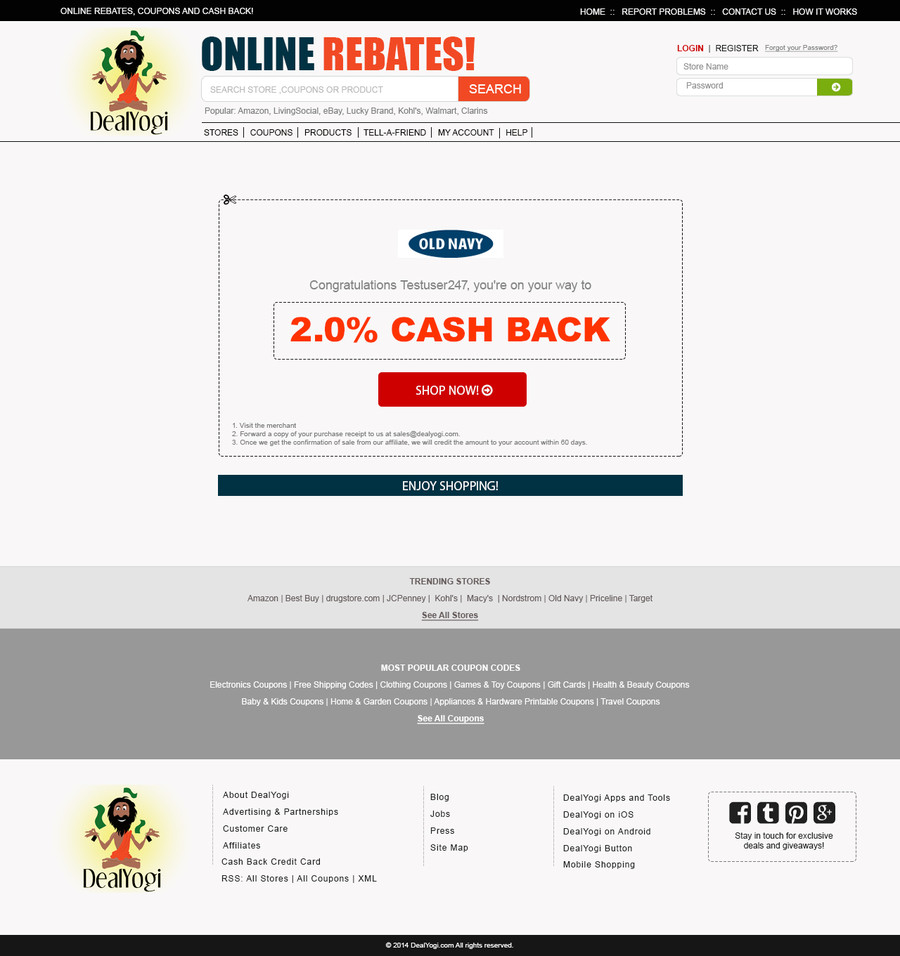 ONLINE REBATES, COUPONS AND CASH BACK!
HOME :: REPORT PROBLEMS :: CONTACT US :: HOW IT WORKS
DealYogi
ONLINE REBATES!
LOGIN | REGISTER Forgot your Password?
Store Name
SEARCH STORE ,COUPONS OR PRODUCT SEARCH
Password
Popular: Amazon, LivingSocial, eBay, Lucky Brand, Kohl's, Walmart, Clarins
STORES | COUPONS | PRODUCTS | TELL-A-FRIEND | MY ACCOUNT | HELP |
OLD NAVY
Congratulations Testuser247, you're on your way to
2.0% CASH BACK
SHOP NOW!
1. Visit the merchant
2. Forward a copy of your purchase receipt to us at sales@dealyogi.com.
3. Once we get the confirmation of sale from our affiliate, we will credit the amount to your account within 60 days.
ENJOY SHOPPING!
TRENDING STORES
Amazon | Best Buy | drugstore.com | JCPenney | Kohl's | Macy's | Nordstrom | Old Navy | Priceline | Target
See All Stores
MOST POPULAR COUPON CODES
Electronics Coupons | Free Shipping Codes | Clothing Coupons | Games & Toy Coupons | Gift Cards | Health & Beauty Coupons
Baby & Kids Coupons | Home & Garden Coupons | Appliances & Hardware Printable Coupons | Travel Coupons
See All Coupons
DealYogi
About DealYogi
Advertising & Partnerships
Customer Care
Affiliates
Cash Back Credit Card
RSS: All Stores | All Coupons | XML
Blog
Jobs
Press
Site Map
DealYogi Apps and Tools
DealYogi on iOS
DealYogi on Android
DealYogi Button
Mobile Shopping
Stay in touch for exclusive
deals and giveaways!
© 2014 DealYogi.com All rights reserved.